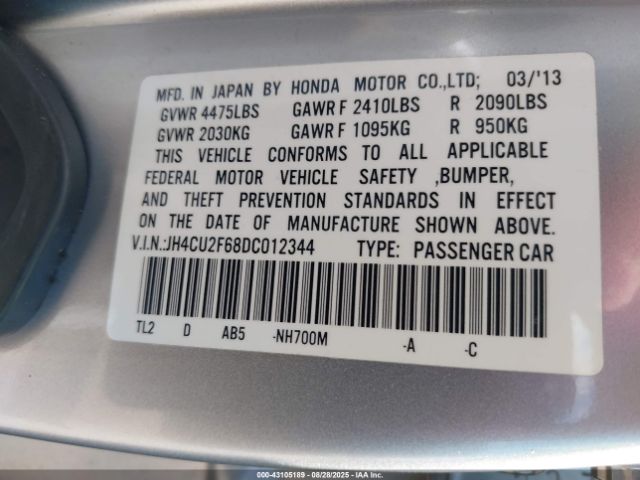 MFD. IN JAPAN BY HONDA MOTOR CO.,LTD; 03/'13
GVWR 4475LBS GAWR F 2410LBS R 2090LBS
GVWR 2030KG GAWR F 1095KG R 950KG
THIS VEHICLE CONFORMS TO ALL APPLICABLE
FEDERAL MOTOR VEHICLE SAFETY ,BUMPER,
AND THEFT PREVENTION STANDARDS IN EFFECT
ON THE DATE OF MANUFACTURE SHOWN ABOVE.
V.I.N.:JH4CU2F68DC012344 TYPE: PASSENGER CAR
TL2 D AB5 -NH700M -A -C
000-43105189 - 08/28/2025 - IAAI.com